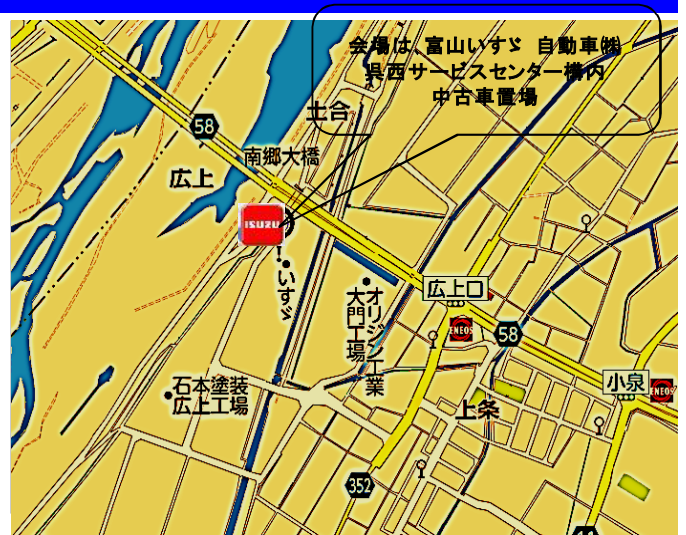 会場は、富山いすゞ 自動車㈱
呉西サービスセンター構内
中古車置場
土合
58
南郷大橋
広上
ISUZU
いすゞ
オリジン工業
大門工場
広上口
ENEOS
58
小泉
ENEOS
石本塗装
広上工場
上条
352